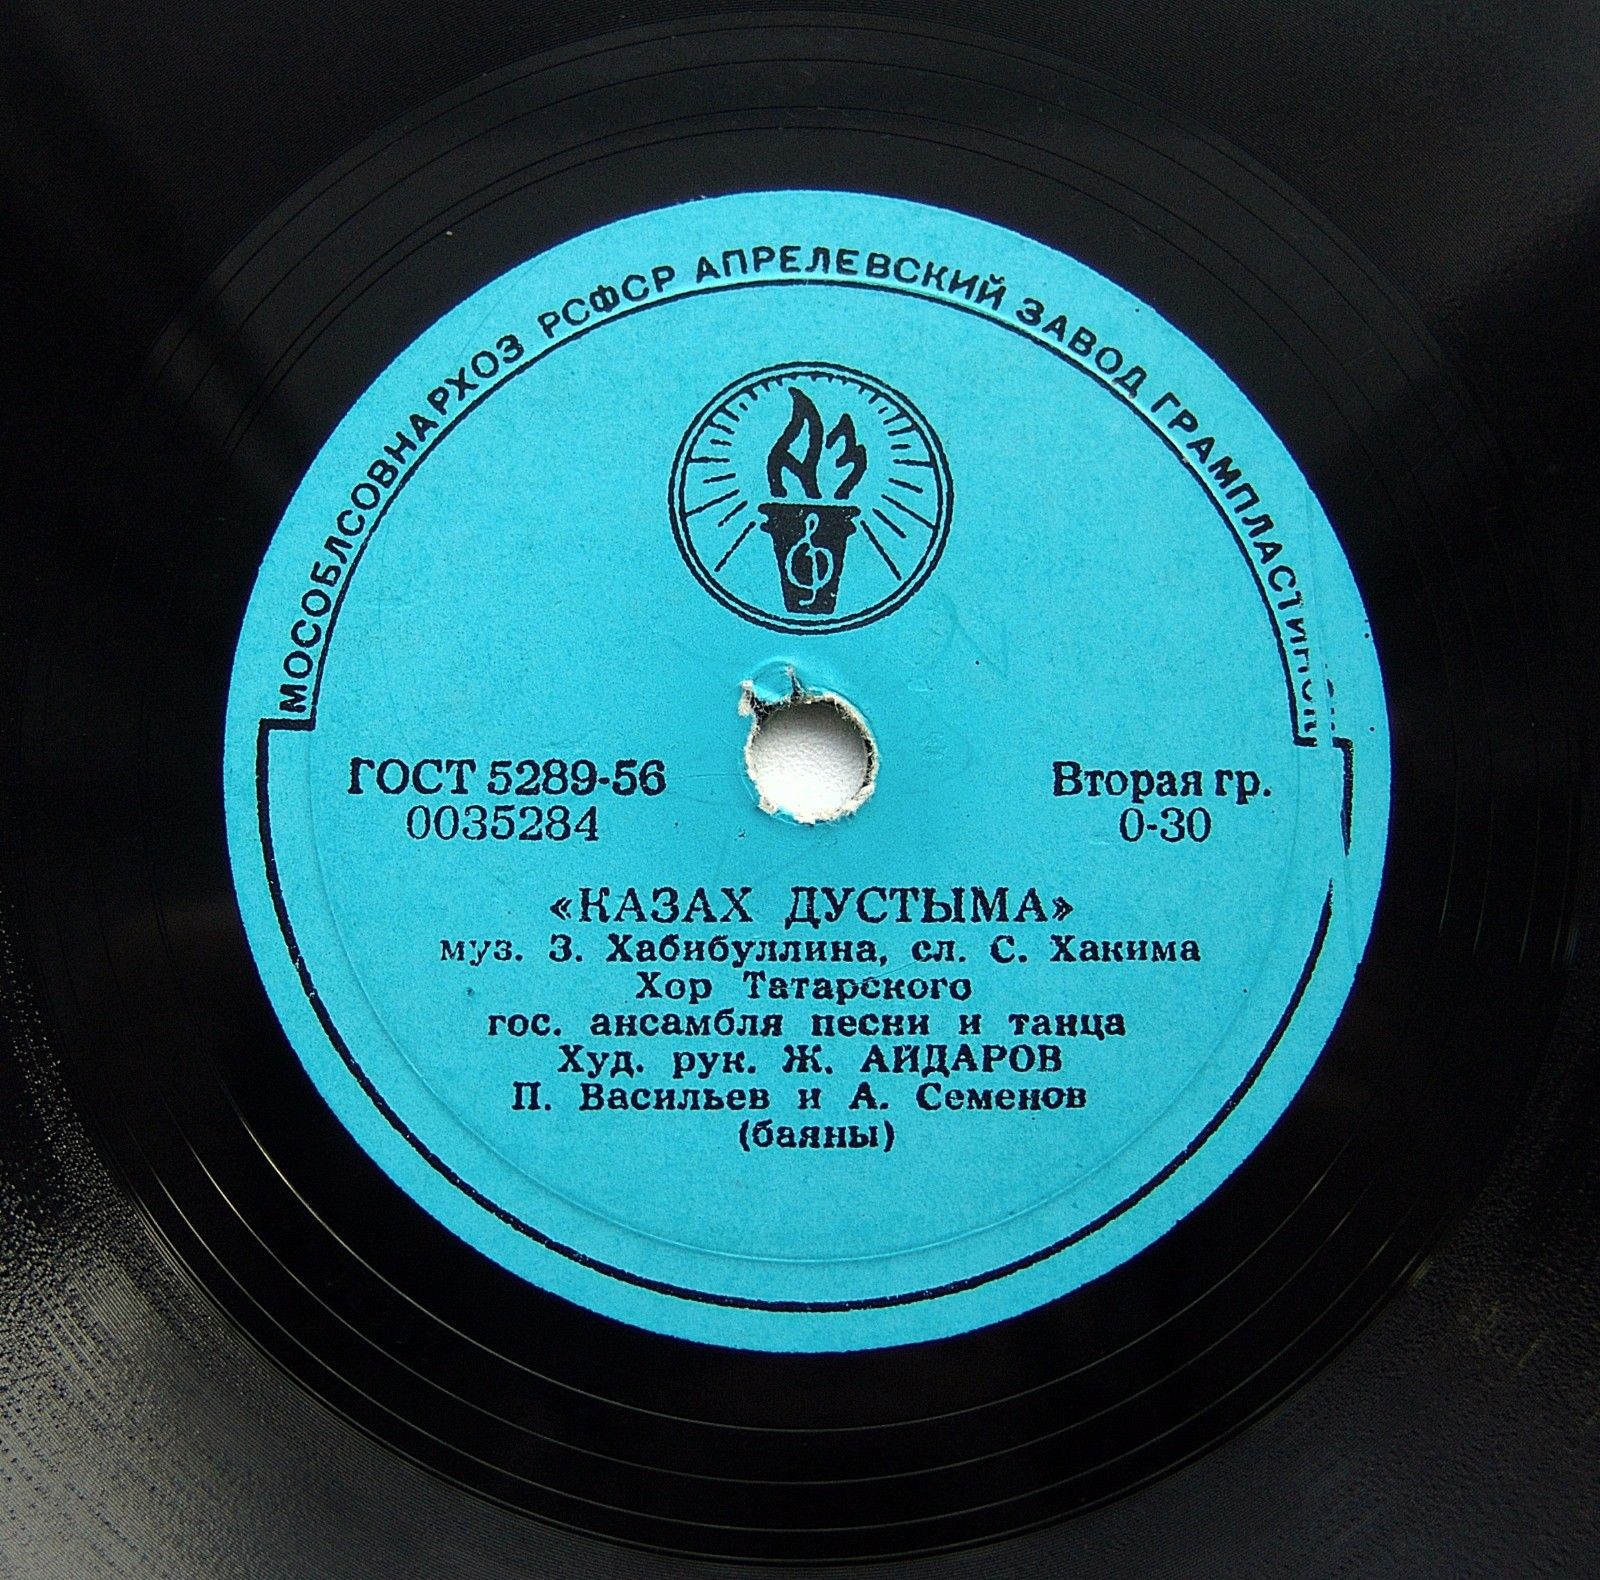 МОСОБЛСОВНАРХОЗ РСФСР АПРЕЛЕВСКИЙ ЗАВОД ГРАМПЛАСТИНОК
АЗ
ГОСТ 5289-56
0035284
Вторая гр.
0-30
«КАЗАХ ДУСТЫМА»
муз. З. Хабибуллина, сл. С. Хакима
Хор Татарского
гос. ансамбля песни и танца
Худ. рук. Ж. АЙДАРОВ
П. Васильев и А. Семенов
(баяны)